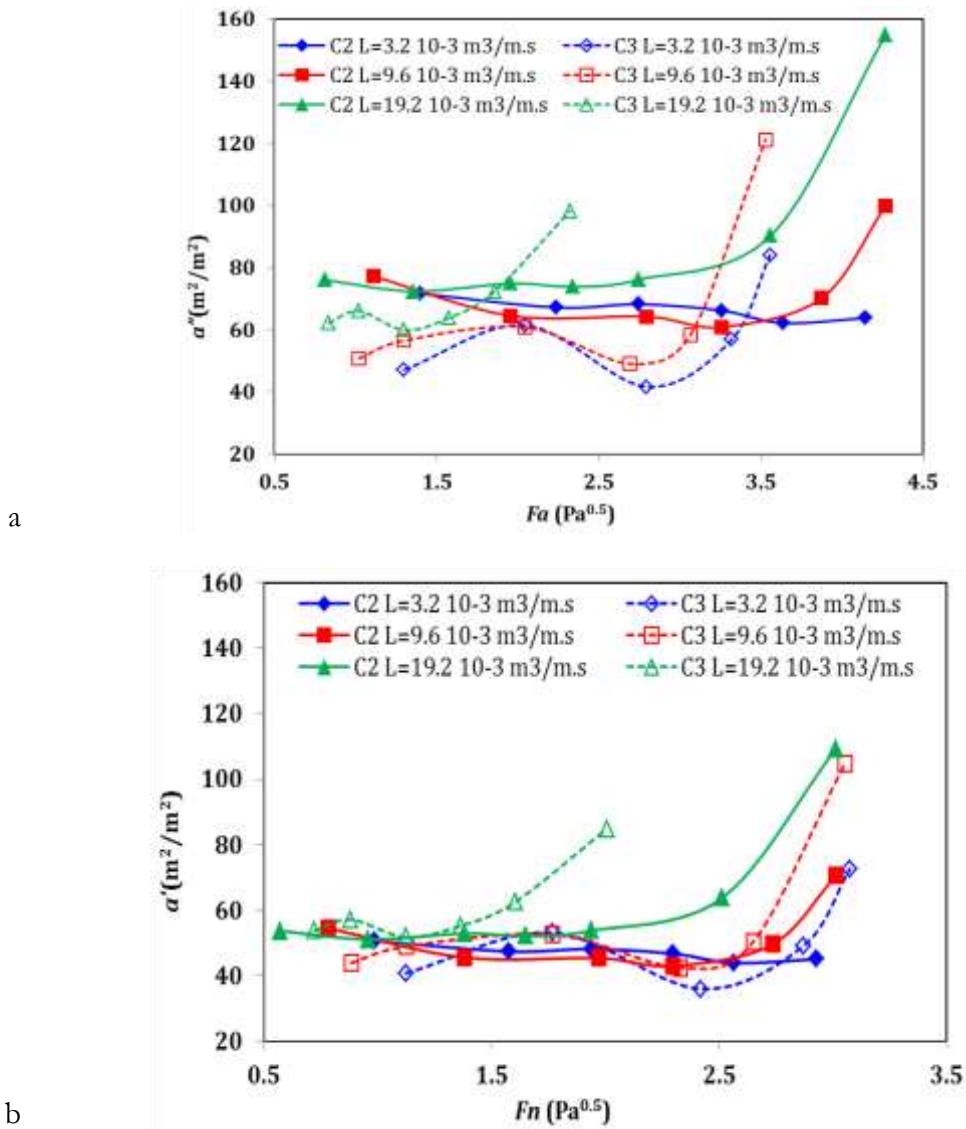 160
140
120
100
80
60
40
20
a"(m²/m²)
C2 L=3.2 10-3 m3/m.s C3 L=3.2 10-3 m3/m.s
C2 L=9.6 10-3 m3/m.s C3 L=9.6 10-3 m3/m.s
C2 L=19.2 10-3 m3/m.s C3 L=19.2 10-3 m3/m.s
0.5 1.5 2.5 3.5 4.5
Fa (Pa⁰·⁵)
a
160
140
120
100
80
60
40
20
a'(m²/m²)
C2 L=3.2 10-3 m3/m.s C3 L=3.2 10-3 m3/m.s
C2 L=9.6 10-3 m3/m.s C3 L=9.6 10-3 m3/m.s
C2 L=19.2 10-3 m3/m.s C3 L=19.2 10-3 m3/m.s
0.5 1.5 2.5 3.5
Fn (Pa⁰·⁵)
b